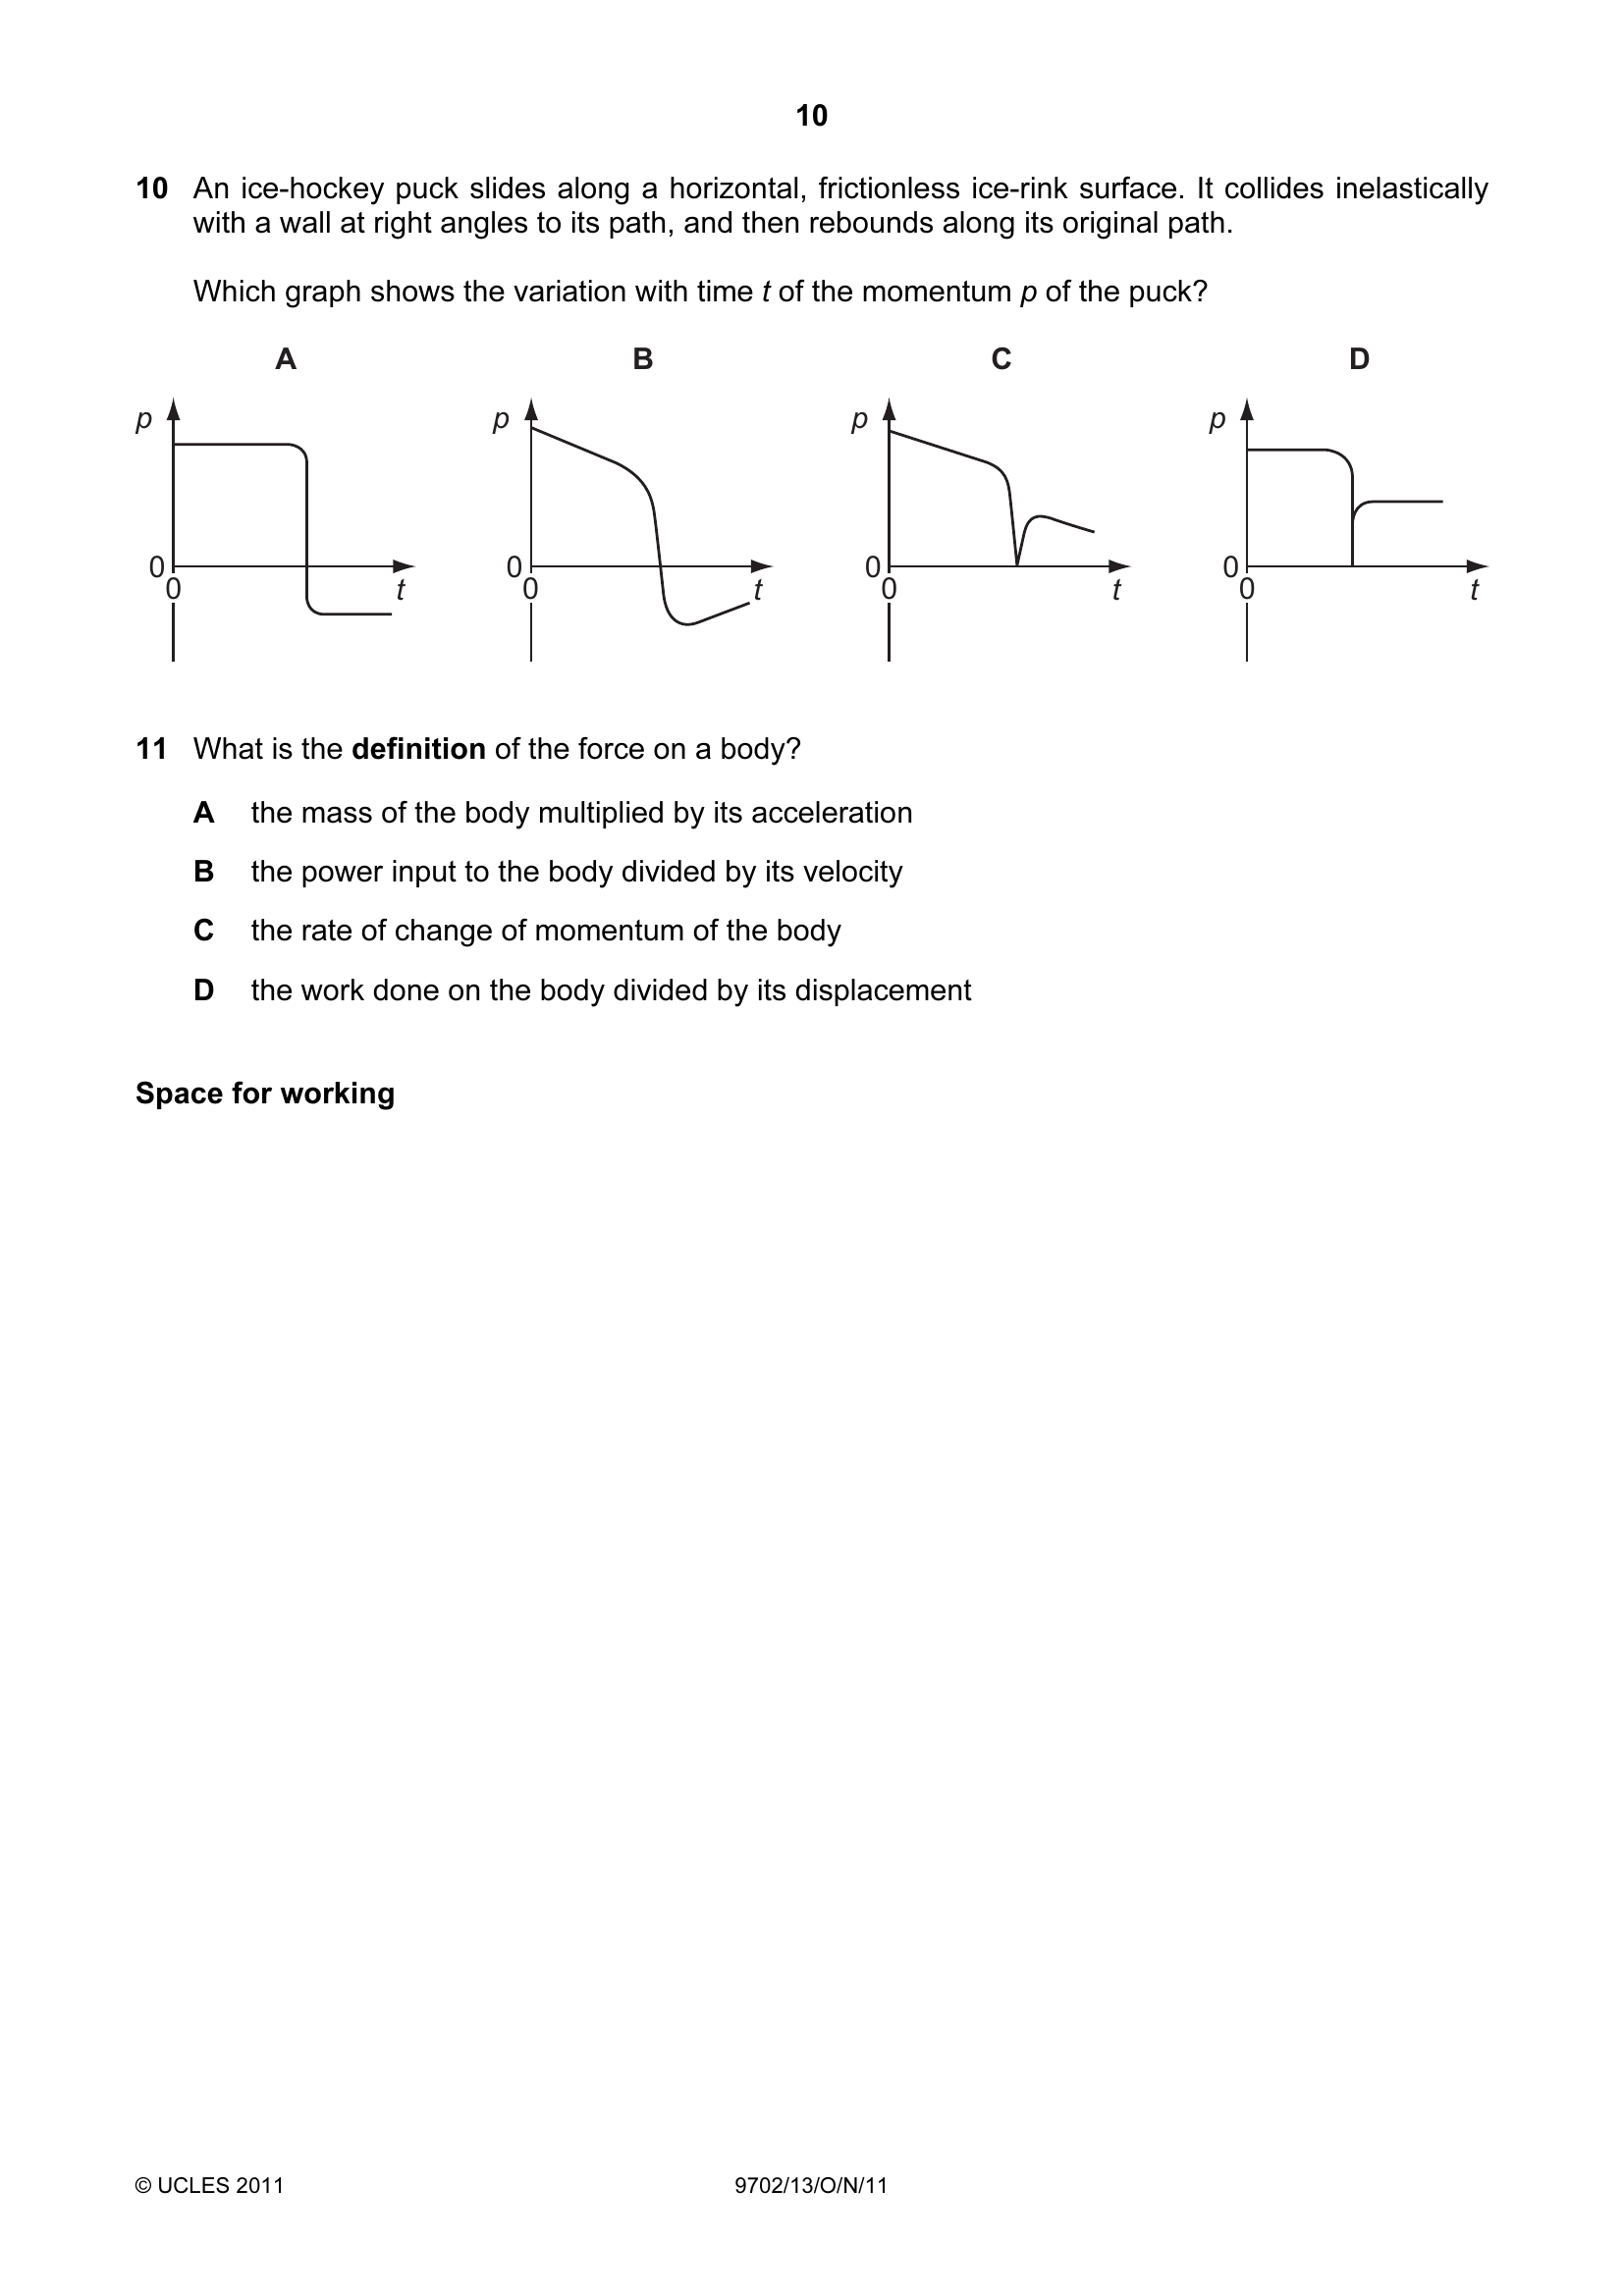 10
10 An ice-hockey puck slides along a horizontal, frictionless ice-rink surface. It collides inelastically
with a wall at right angles to its path, and then rebounds along its original path.
Which graph shows the variation with time t of the momentum p of the puck?
A B C D
p p p p
0 0 0 0
0 t 0 t 0 t 0 t
11 What is the definition of the force on a body?
A the mass of the body multiplied by its acceleration
B the power input to the body divided by its velocity
C the rate of change of momentum of the body
D the work done on the body divided by its displacement
Space for working
© UCLES 2011 9702/13/O/N/11